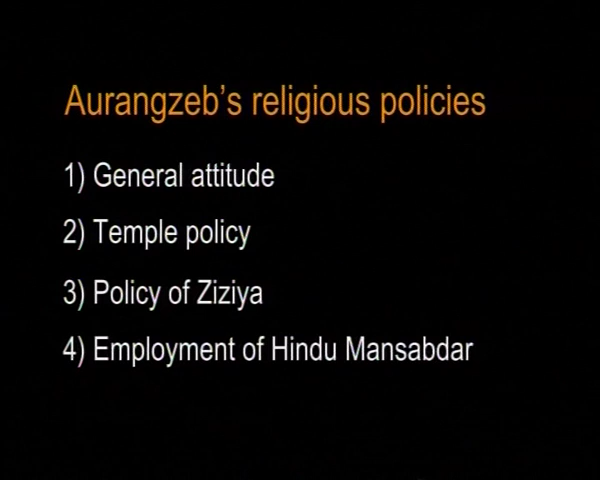 Aurangzeb's religious policies
1) General attitude
2) Temple policy
3) Policy of Ziziya
4) Employment of Hindu Mansabdar